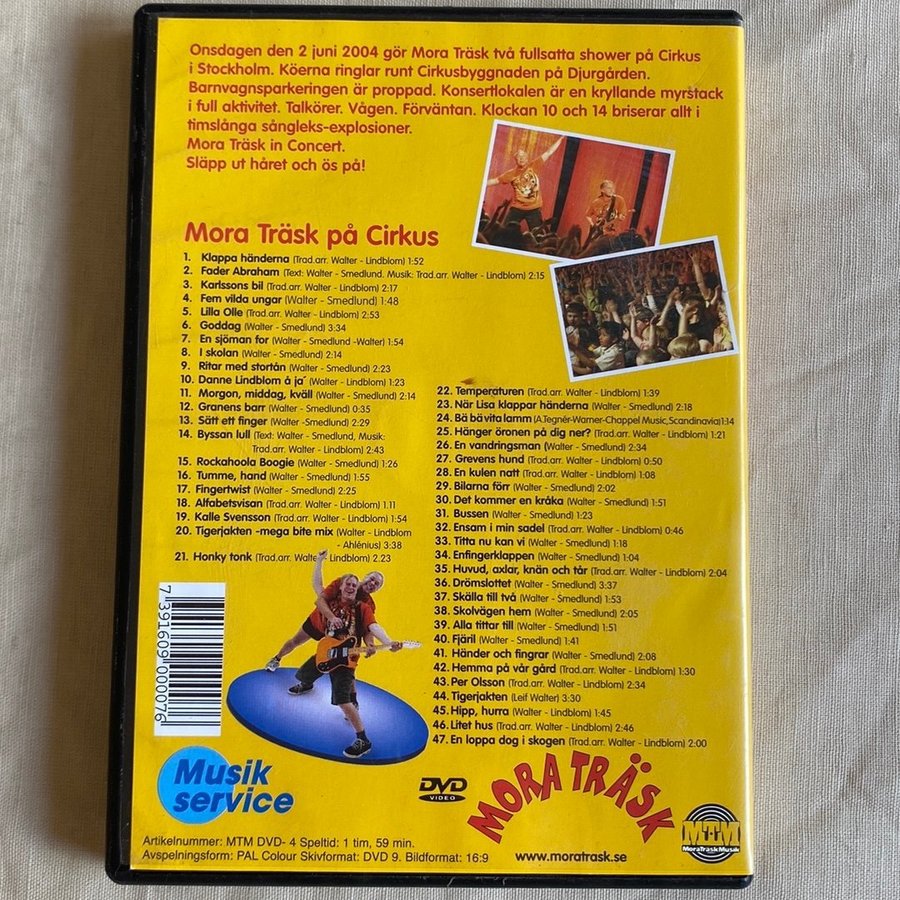 Onsdagen den 2 juni 2004 gör Mora Träsk två fullsatta shower på Cirkus
i Stockholm. Köerna ringlar runt Cirkusbyggnaden på Djurgården.
Barnvagnsparkeringen är proppad. Konsertlokalen är en kryllande myrstack
i full aktivitet. Talkörer. Vågen. Förväntan. Klockan 10 och 14 briserar allt i
timslånga sångleks-explosioner.
Mora Träsk in Concert.
Släpp ut håret och ös på!
Mora Träsk på Cirkus
1. Klappa händerna (Trad.arr. Walter - Lindblom) 1:52
2. Fader Abraham (Text: Walter - Smedlund. Musik: Trad.arr. Walter - Lindblom) 2:15
3. Karlssons bil (Trad.arr. Walter - Lindblom) 2:17
4. Fem vilda ungar (Walter - Smedlund) 1:48
5. Lilla Olle (Trad.arr. Walter - Lindblom) 2:53
6. Goddag (Walter - Smedlund) 3:34
7. En sjöman for (Walter - Smedlund -Walter) 1:54
8. I skolan (Walter - Smedlund) 2:14
9. Ritar med stortån (Walter - Smedlund) 2:23
10. Danne Lindblom å ja´ (Walter - Lindblom) 1:23
11. Morgon, middag, kväll (Walter - Smedlund) 2:14
12. Granens barr (Walter - Smedlund) 0:35
13. Sätt ett finger (Walter -Smedlund) 2:29
14. Byssan lull (Text: Walter - Smedlund, Musik:
Trad.arr. Walter - Lindblom) 2:43
15. Rockahoola Boogie (Walter - Smedlund) 1:26
16. Tumme, hand (Walter - Smedlund) 1:55
17. Fingertwist (Walter - Smedlund) 2:25
18. Alfabetsvisan (Trad.arr. Walter - Lindblom) 1.11
19. Kalle Svensson (Trad.arr. Walter - Lindblom) 1:54
20. Tigerjakten -mega bite mix (Walter - Lindblom
- Ahlénius) 3:38
21. Honky tonk (Trad.arr. Walter - Lindblom) 2.23
22. Temperaturen (Trad.arr. Walter - Lindblom) 1:39
23. När Lisa klappar händerna (Walter - Smedlund) 2:18
24. Bä bä vita lamm (A.Tegnér-Warner-Chappel Music,Scandinavia)1:14
25. Hänger öronen på dig ner? (Trad.arr. Walter - Lindblom) 1:21
26. En vandringsman (Walter - Smedlund) 2:34
27. Grevens hund (Trad.arr. Walter - Lindblom) 0:50
28. En kulen natt (Trad.arr. Walter - Lindblom) 1:08
29. Bilarna förr (Walter - Smedlund) 2:02
30. Det kommer en kråka (Walter - Smedlund) 1:51
31. Bussen (Walter - Smedlund) 1:23
32. Ensam i min sadel (Trad.arr. Walter - Lindblom) 0:46
33. Titta nu kan vi (Walter - Smedlund) 1:18
34. Enfingerklappen (Walter - Smedlund) 1:04
35. Huvud, axlar, knän och tår (Trad.arr. Walter - Lindblom) 2:04
36. Drömslottet (Walter - Smedlund) 3:37
37. Skälla till två (Walter - Smedlund) 1:53
38. Skolvägen hem (Walter - Smedlund) 2:05
39. Alla tittar till (Walter - Smedlund) 1:51
40. Fjäril (Walter - Smedlund) 1:41
41. Händer och fingrar (Walter - Smedlund) 2:08
42. Hemma på vår gård (Trad.arr. Walter - Lindblom) 1:30
43. Per Olsson (Trad.arr. Walter - Lindblom) 2:34
44. Tigerjakten (Leif Walter) 3:30
45. Hipp, hurra (Walter - Lindblom) 1:45
46. Litet hus (Trad.arr. Walter - Lindblom) 2:46
47. En loppa dog i skogen (Trad.arr. Walter - Lindblom) 2:00
7 391609 000076
Musik
service
DVD
VIDEO
MORA TRÄSK
MTM
MoraTräskMusik
Artikelnummer: MTM DVD- 4 Speltid: 1 tim, 59 min.
Avspelningsform: PAL Colour Skivformat: DVD 9. Bildformat: 16:9
www.moratrask.se